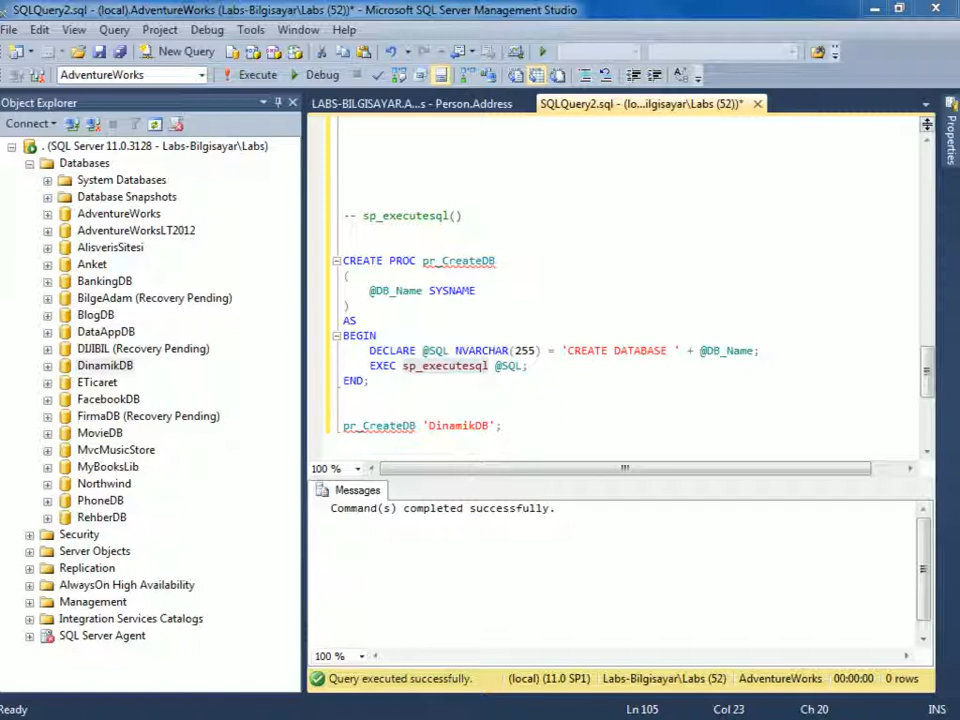 SQLQuery2.sql - (local).AdventureWorks (Labs-Bilgisayar\Labs (52))* - Microsoft SQL Server Management Studio
File Edit View Query Project Debug Tools Window Help
New Query
AdventureWorks Execute Debug
Object Explorer
LABS-BILGISAYAR.A...s - Person.Address
SQLQuery2.sql - (lo...ilgisayar\Labs (52))*
Properties
Connect
. (SQL Server 11.0.3128 - Labs-Bilgisayar\Labs)
Databases
System Databases
Database Snapshots
AdventureWorks
AdventureWorksLT2012
AlisverisSitesi
Anket
BankingDB
BilgeAdam (Recovery Pending)
BlogDB
DataAppDB
(Recovery Pending)
DinamikDB
ETicaret
FacebookDB
FirmaDB (Recovery Pending)
MovieDB
MvcMusicStore
MyBooksLib
Northwind
PhoneDB
RehberDB
Security
Server Objects
Replication
AlwaysOn High Availability
Management
Integration Services Catalogs
SQL Server Agent
-- sp_executesql()
CREATE PROC pr_CreateDB
(
@DB_Name SYSNAME
)
AS
BEGIN
DECLARE @SQL NVARCHAR(255) = 'CREATE DATABASE ' + @DB_Name;
EXEC sp_executesql @SQL;
END;
pr_CreateDB 'DinamikDB';
100 %
Messages
Command(s) completed successfully.
100 %
Query executed successfully. (local) (11.0 SP1) Labs-Bilgisayar\Labs (52) AdventureWorks 00:00:00 0 rows
Ready Ln 105 Col 23 Ch 20 INS